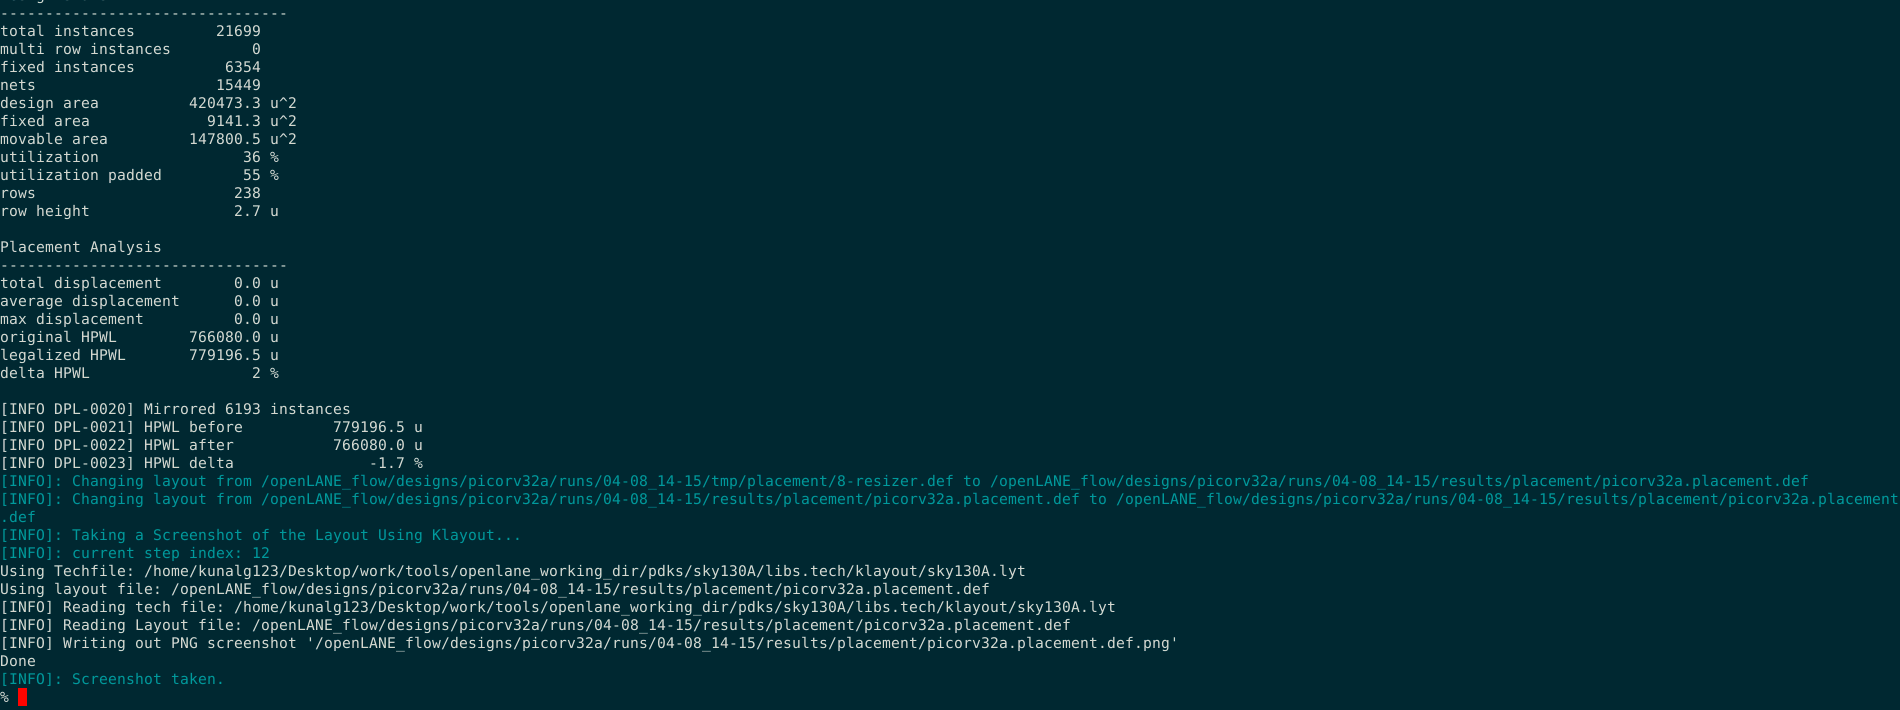 -------------------------------
total instances         21699
multi row instances         0
fixed instances          6354
nets                    15449
design area          420473.3 u^2
fixed area             9141.3 u^2
movable area         147800.5 u^2
utilization                36 %
utilization padded         55 %
rows                      238
row height                2.7 u
Placement Analysis
-------------------------------
total displacement        0.0 u
average displacement      0.0 u
max displacement          0.0 u
original HPWL        766080.0 u
legalized HPWL       779196.5 u
delta HPWL                  2 %
[INFO DPL-0020] Mirrored 6193 instances
[INFO DPL-0021] HPWL before          779196.5 u
[INFO DPL-0022] HPWL after           766080.0 u
[INFO DPL-0023] HPWL delta               -1.7 %
[INFO]: Changing layout from /openLANE_flow/designs/picorv32a/runs/04-08_14-15/tmp/placement/8-resizer.def to /openLANE_flow/designs/picorv32a/runs/04-08_14-15/results/placement/picorv32a.placement.def
[INFO]: Changing layout from /openLANE_flow/designs/picorv32a/runs/04-08_14-15/results/placement/picorv32a.placement.def to /openLANE_flow/designs/picorv32a/runs/04-08_14-15/results/placement/picorv32a.placement
.def
[INFO]: Taking a Screenshot of the Layout Using Klayout...
[INFO]: current step index: 12
Using Techfile: /home/kunalg123/Desktop/work/tools/openlane_working_dir/pdks/sky130A/libs.tech/klayout/sky130A.lyt
Using layout file: /openLANE_flow/designs/picorv32a/runs/04-08_14-15/results/placement/picorv32a.placement.def
[INFO] Reading tech file: /home/kunalg123/Desktop/work/tools/openlane_working_dir/pdks/sky130A/libs.tech/klayout/sky130A.lyt
[INFO] Reading Layout file: /openLANE_flow/designs/picorv32a/runs/04-08_14-15/results/placement/picorv32a.placement.def
[INFO] Writing out PNG screenshot '/openLANE_flow/designs/picorv32a/runs/04-08_14-15/results/placement/picorv32a.placement.def.png'
Done
[INFO]: Screenshot taken.
%